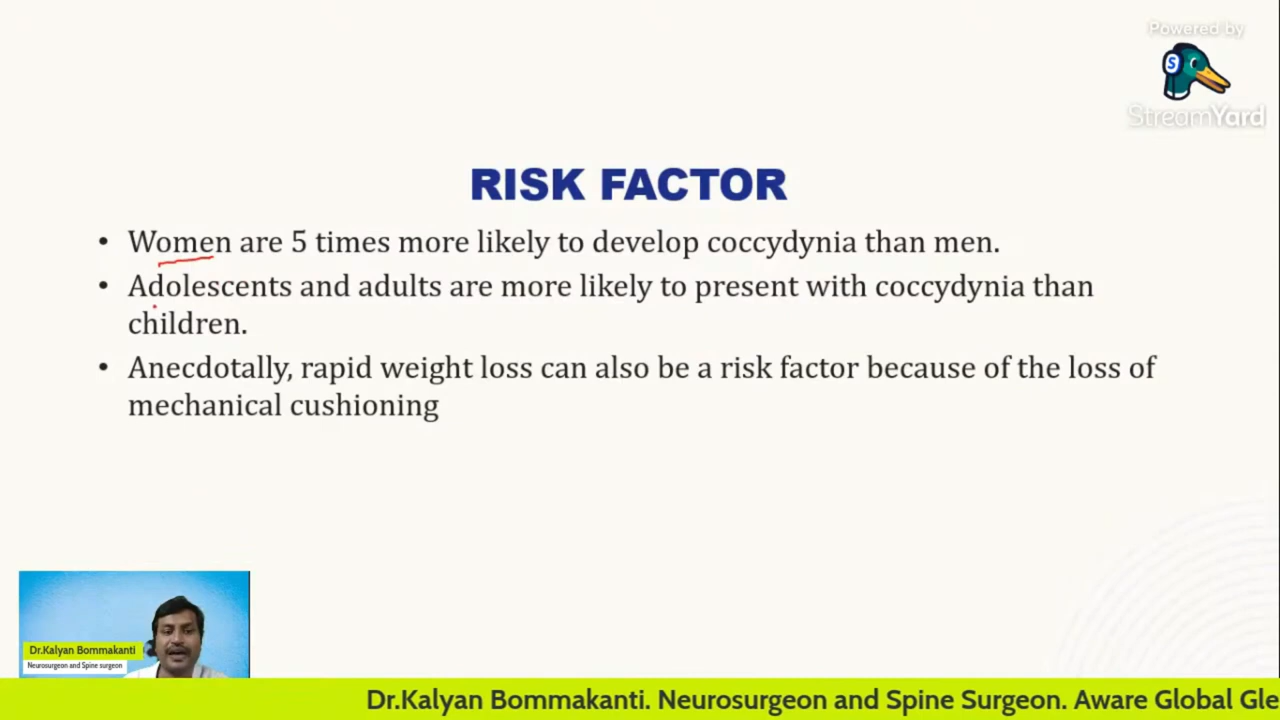 Powered by
StreamYard
RISK FACTOR
• Women are 5 times more likely to develop coccydynia than men.
• Adolescents and adults are more likely to present with coccydynia than
children.
• Anecdotally, rapid weight loss can also be a risk factor because of the loss of
mechanical cushioning
Dr.Kalyan Bommakanti
Neurosurgeon and Spine surgeon
Dr.Kalyan Bommakanti. Neurosurgeon and Spine Surgeon. Aware Global Gle